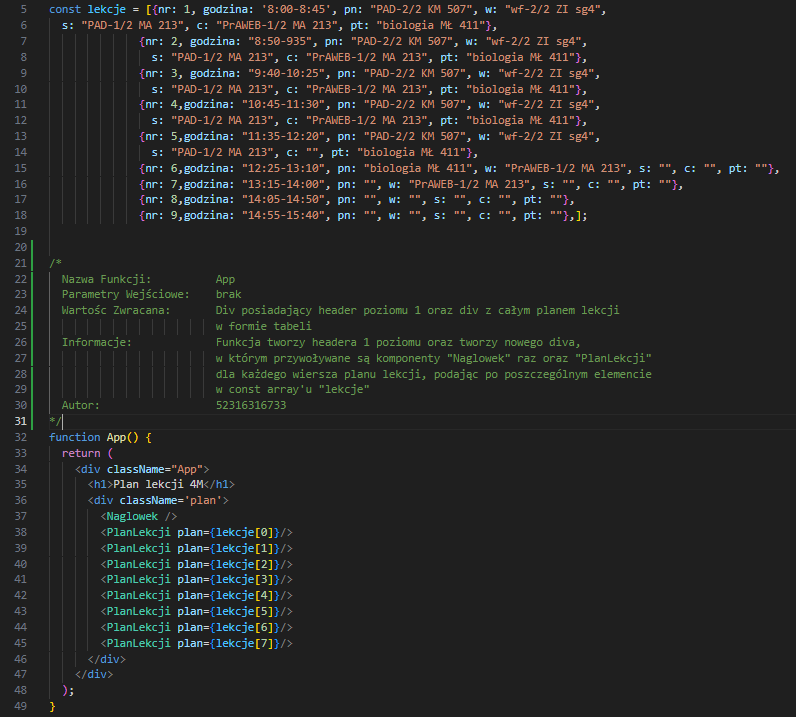 5 const lekcje = [{nr: 1, godzina: '8:00-8:45', pn: "PAD-2/2 KM 507", w: "wf-2/2 ZI sg4",
6 s: "PAD-1/2 MA 213", c: "PrAWEB-1/2 MA 213", pt: "biologia MŁ 411"},
7 {nr: 2, godzina: "8:50-935", pn: "PAD-2/2 KM 507", w: "wf-2/2 ZI sg4",
8 s: "PAD-1/2 MA 213", c: "PrAWEB-1/2 MA 213", pt: "biologia MŁ 411"},
9 {nr: 3, godzina: "9:40-10:25", pn: "PAD-2/2 KM 507", w: "wf-2/2 ZI sg4",
10 s: "PAD-1/2 MA 213", c: "PrAWEB-1/2 MA 213", pt: "biologia MŁ 411"},
11 {nr: 4,godzina: "10:45-11:30", pn: "PAD-2/2 KM 507", w: "wf-2/2 ZI sg4",
12 s: "PAD-1/2 MA 213", c: "PrAWEB-1/2 MA 213", pt: "biologia MŁ 411"},
13 {nr: 5,godzina: "11:35-12:20", pn: "PAD-2/2 KM 507", w: "wf-2/2 ZI sg4",
14 s: "PAD-1/2 MA 213", c: "", pt: "biologia MŁ 411"},
15 {nr: 6,godzina: "12:25-13:10", pn: "biologia MŁ 411", w: "PrAWEB-1/2 MA 213", s: "", c: "", pt: ""},
16 {nr: 7,godzina: "13:15-14:00", pn: "", w: "PrAWEB-1/2 MA 213", s: "", c: "", pt: ""},
17 {nr: 8,godzina: "14:05-14:50", pn: "", w: "", s: "", c: "", pt: ""},
18 {nr: 9,godzina: "14:55-15:40", pn: "", w: "", s: "", c: "", pt: ""},];
19
20
21 /*
22 Nazwa Funkcji: App
23 Parametry Wejściowe: brak
24 Wartośc Zwracana: Div posiadający header poziomu 1 oraz div z całym planem lekcji
25 w formie tabeli
26 Informacje: Funkcja tworzy headera 1 poziomu oraz tworzy nowego diva,
27 w którym przywoływane są komponenty "Naglowek" raz oraz "PlanLekcji"
28 dla każdego wiersza planu lekcji, podając po poszczególnym elemencie
29 w const array'u "lekcje"
30 Autor: 52316316733
31 */
32 function App() {
33 return (
34 <div className="App">
35 <h1>Plan lekcji 4M</h1>
36 <div className='plan'>
37 <Naglowek />
38 <PlanLekcji plan={lekcje[0]}/>
39 <PlanLekcji plan={lekcje[1]}/>
40 <PlanLekcji plan={lekcje[2]}/>
41 <PlanLekcji plan={lekcje[3]}/>
42 <PlanLekcji plan={lekcje[4]}/>
43 <PlanLekcji plan={lekcje[5]}/>
44 <PlanLekcji plan={lekcje[6]}/>
45 <PlanLekcji plan={lekcje[7]}/>
46 </div>
47 </div>
48 );
49 }